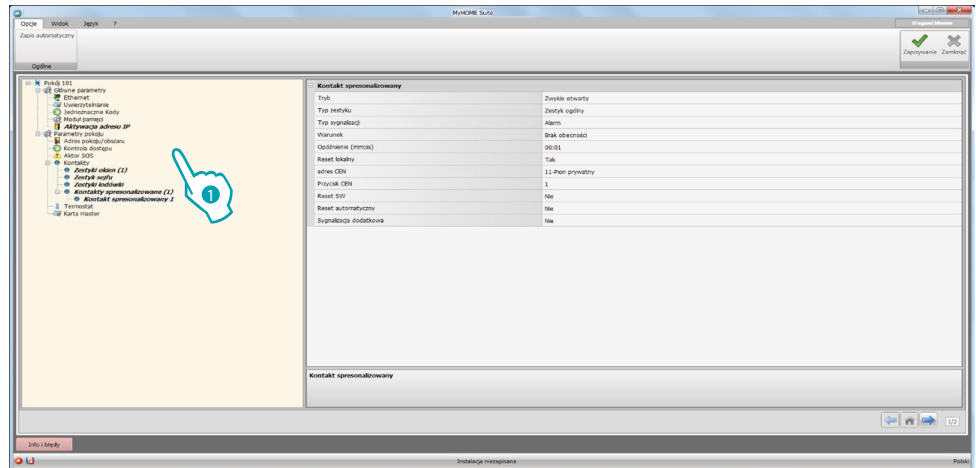 MyHOME Suite
Opcje Widok Język ?
Zapis automatyczny
Ogólne
Zapisywanie Zamknąć
Pokój 101
Główne parametry
Ethernet
Uwierzytelnianie
Jednoznaczne Kody
Moduł pamięci
Aktywacja adresu IP
Parametry pokoju
Adres pokoju/obszaru
Kontrola dostępu
Aktor SOS
Kontakty
Zestyki okien (1)
Zestyk sejfu
Zestyki lodówki
Kontakty spresonalizowane (1)
Kontakt spresonalizowany 1
Termostat
Karta master
1
Kontakt spresonalizowany
Tryb Zwykle otwarty
Typ zestyku Zestyk ogólny
Typ sygnalizacji Alarm
Warunek Brak obecności
Opóźnienie (mm:ss) 00:01
Reset lokalny Tak
adres CEN 11-Pion prywatny
Przycisk CEN 1
Reset SW Nie
Reset automatyczny Nie
Sygnalizacja dodatkowa Nie
Kontakt spresonalizowany
1/2
Info i błędy
Instalacja niezapisana
Polski